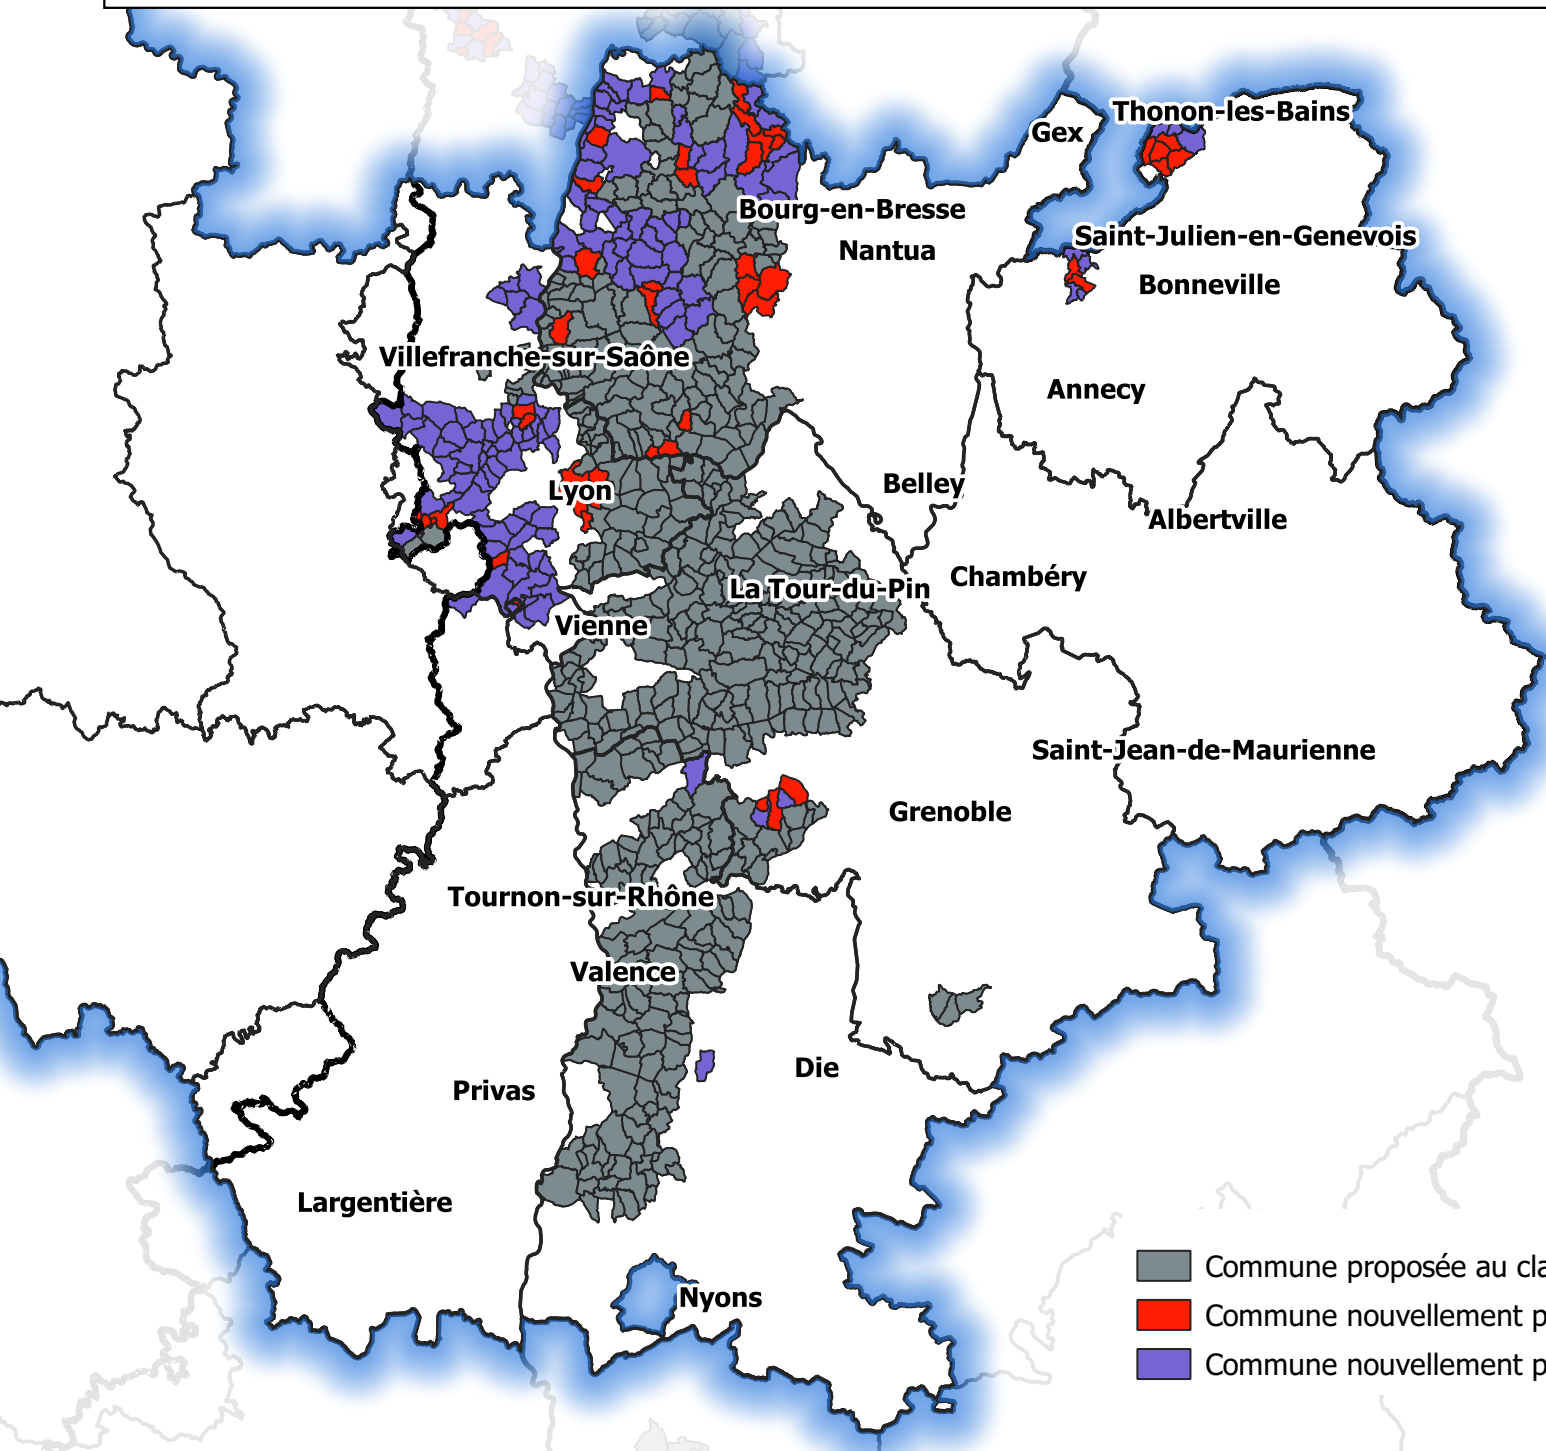 Thonon-les-Bains
Gex
Bourg-en-Bresse
Nantua
Saint-Julien-en-Genevois
Bonneville
Villefranche-sur-Saône
Annecy
Belley
Lyon
Albertville
Chambéry
La Tour-du-Pin
Vienne
Saint-Jean-de-Maurienne
Grenoble
Tournon-sur-Rhône
Valence
Die
Privas
Largentière
Nyons
Commune proposée au cla
Commune nouvellement p
Commune nouvellement p